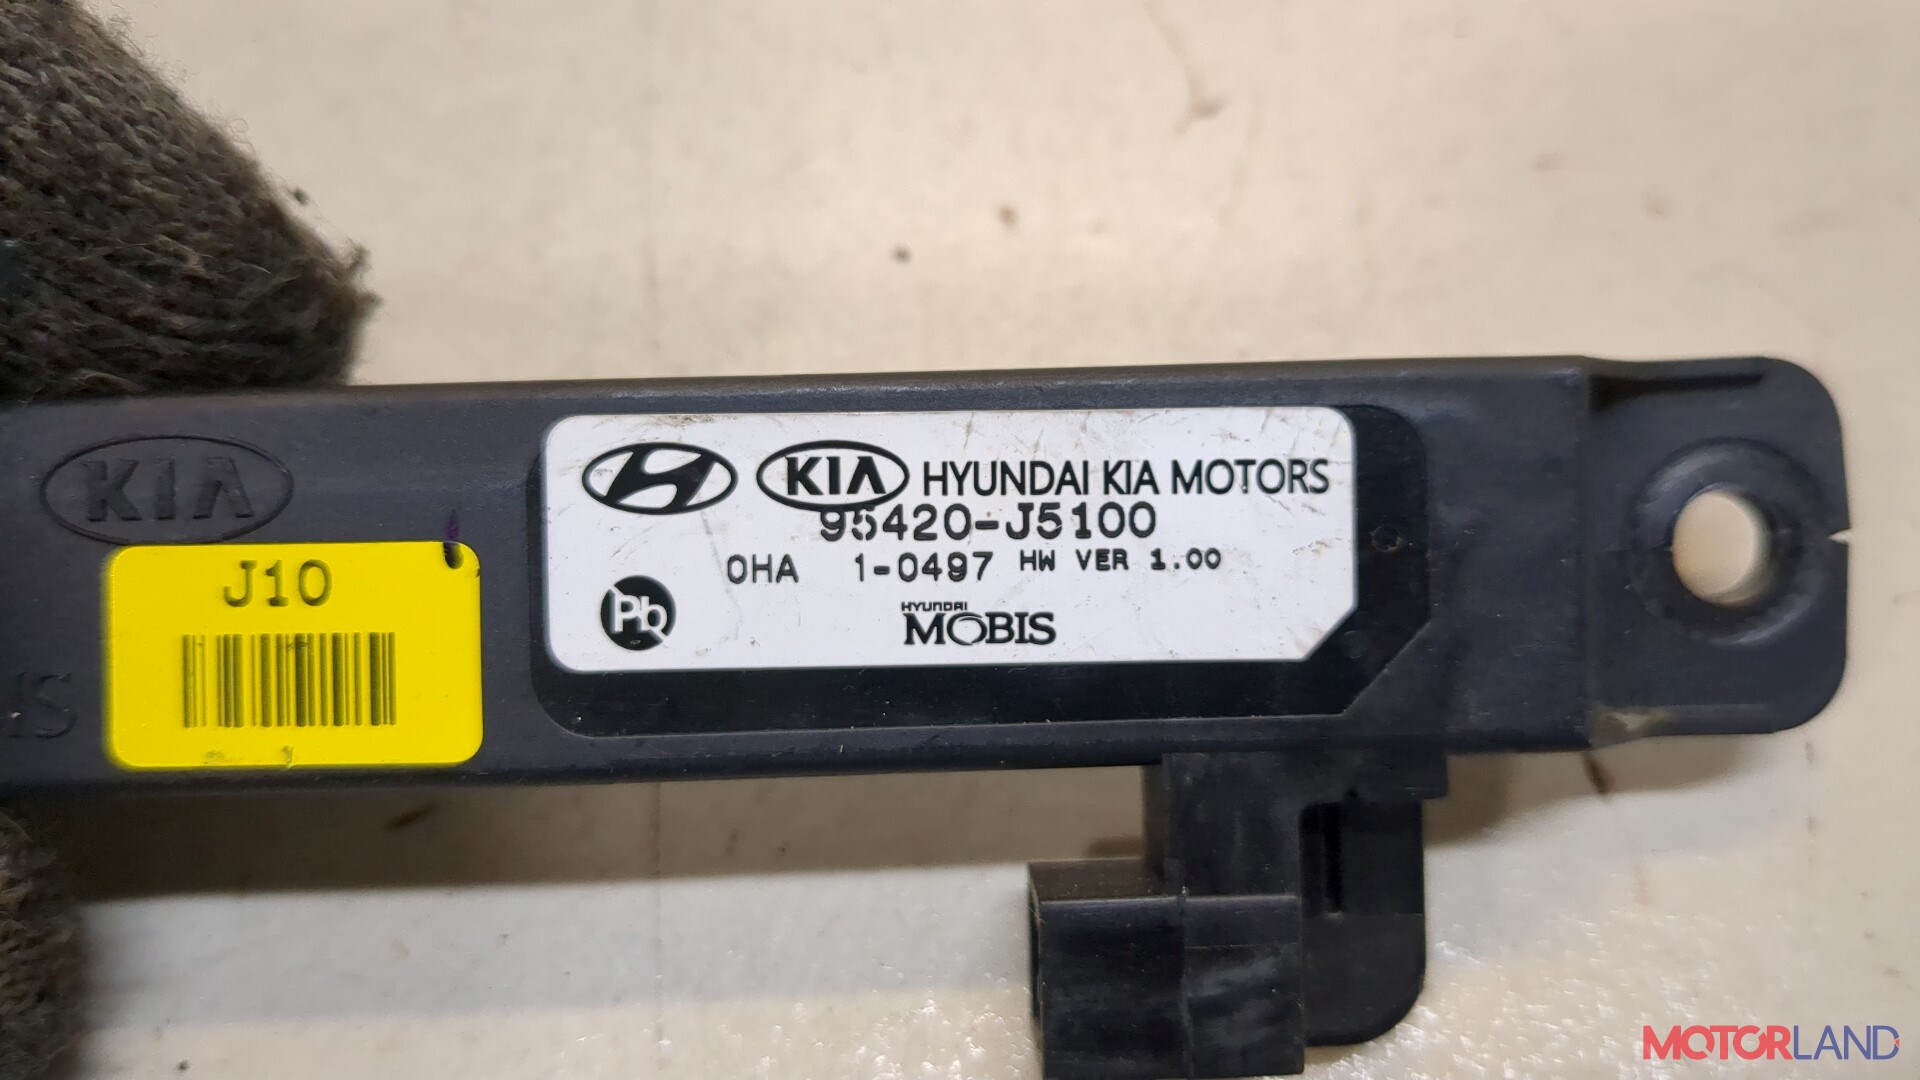 KIA
J10
KIA HYUNDAI KIA MOTORS
95420-J5100
OHA 1-0497 HW VER 1.00
Pb
HYUNDAI
MOBIS
MOTORLAND